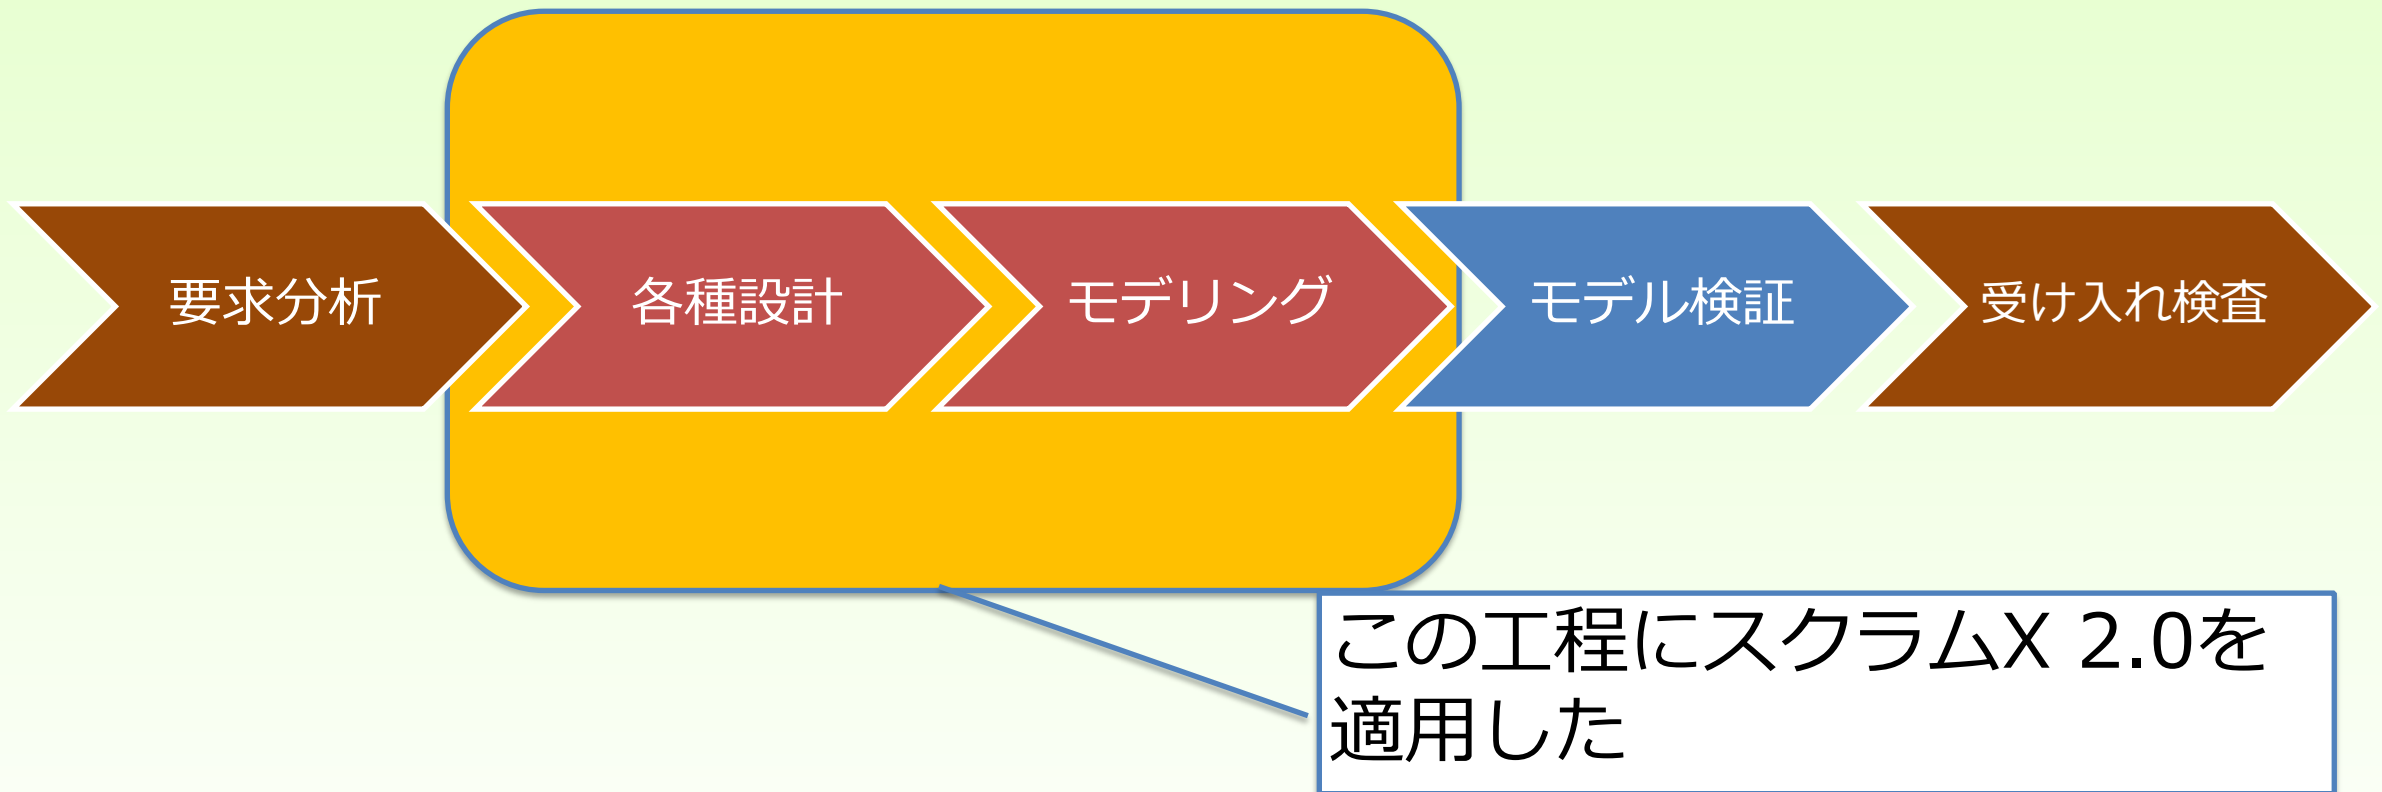 要求分析
各種設計
モデリング
モデル検証
受け入れ検査
この工程にスクラムX 2.0を
適用した